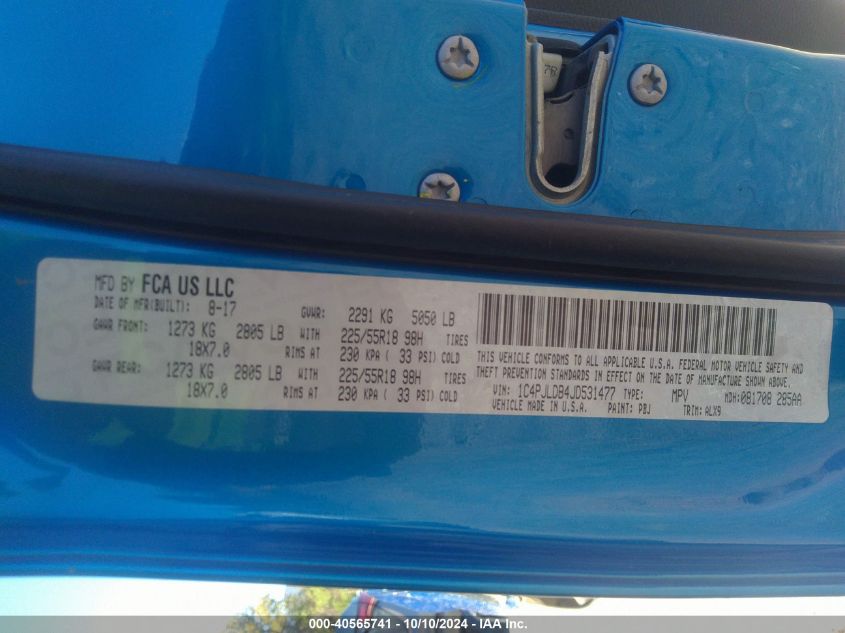 MFD BY FCA US LLC
DATE OF MFR(BUILT): 8-17 GVWR: 2291 KG 5050 LB
GAWR FRONT: 1273 KG 2805 LB WITH 225/55R18 98H TIRES
18X7.0 RIMS AT 230 KPA ( 33 PSI) COLD
GAWR REAR: 1273 KG 2805 LB WITH 225/55R18 98H TIRES
18X7.0 RIMS AT 230 KPA ( 33 PSI) COLD
THIS VEHICLE CONFORMS TO ALL APPLICABLE U.S.A. FEDERAL MOTOR VEHICLE SAFETY AND
THEFT PREVENTION STANDARDS IN EFFECT ON THE DATE OF MANUFACTURE SHOWN ABOVE.
VIN: 1C4PJLDB4JD531477 TYPE: MPV MDH: 081708 285AA
VEHICLE MADE IN U.S.A. PAINT: PBJ TRIM: ALX9
000-40565741 - 10/10/2024 - IAA Inc.